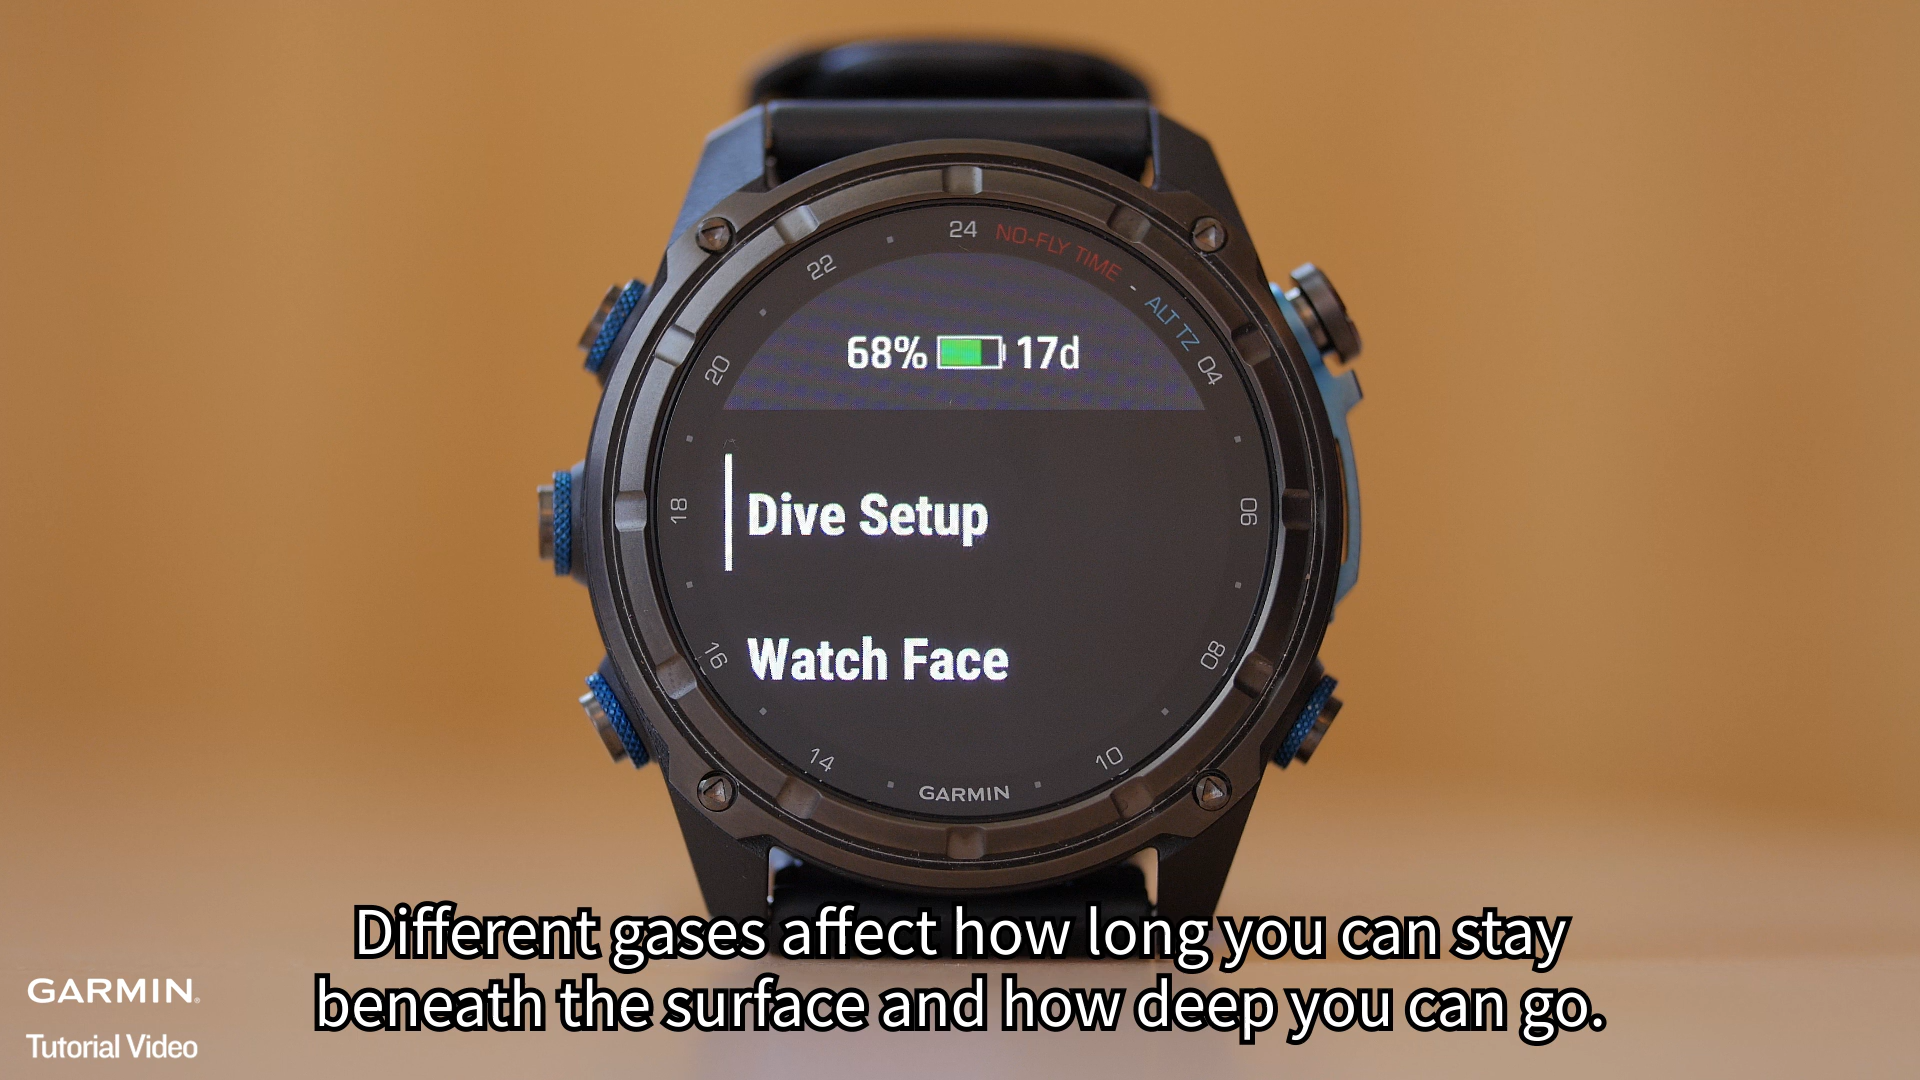 24
NO-FLY TIME
-
ALT TZ
22
04
20
68% 17d
18
Dive Setup
06
Watch Face
16
08
14
10
GARMIN
Different gases affect how long you can stay
beneath the surface and how deep you can go.
GARMIN
Tutorial Video